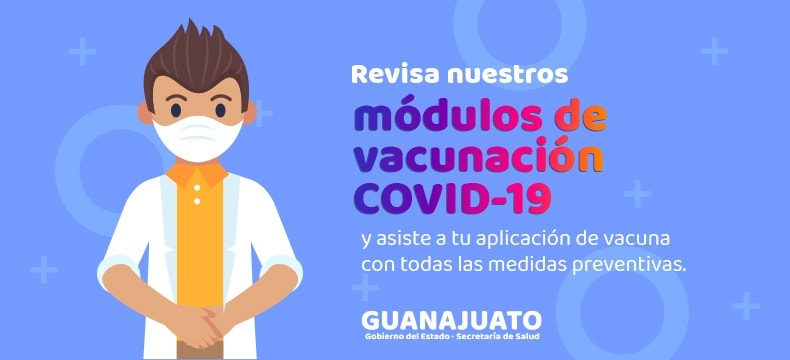 Revisa nuestros
módulos de
vacunación
COVID-19
y asiste a tu aplicación de vacuna
con todas las medidas preventivas.
GUANAJUATO
Gobierno del Estado - Secretaría de Salud